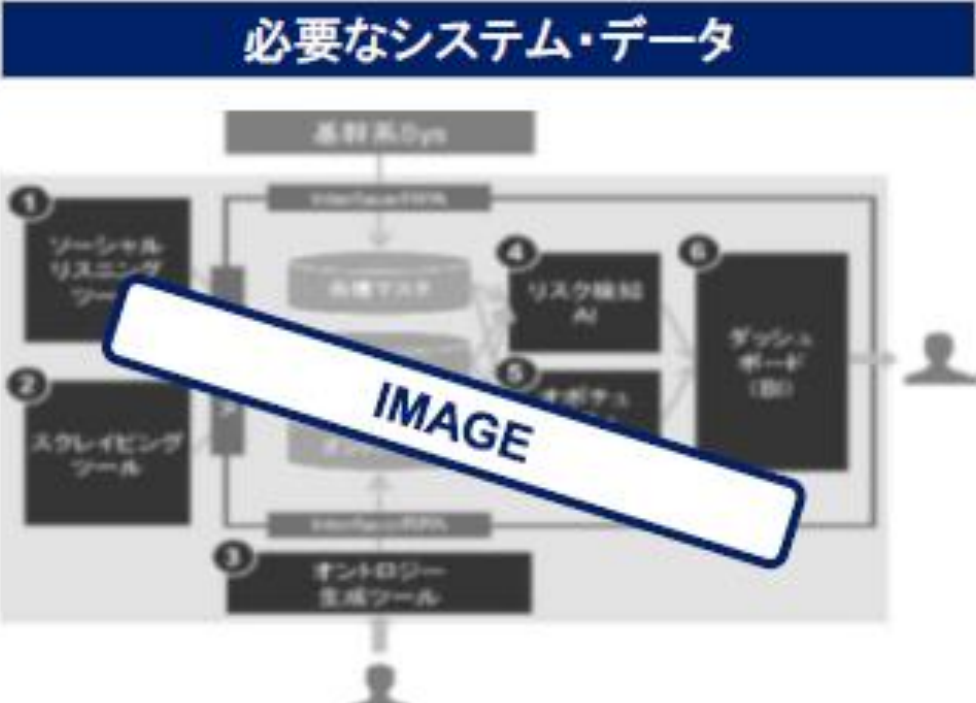 必要なシステム・データ
基幹系Sys
Interface/RPA
1
ソーシャル
リスニング
4
リスク検知
AI
6
ダッシュ
ボード
(BI)
2
スクレイピング
ツール
5
IMAGE
Interface/RPA
3
オントロジー
生成ツール